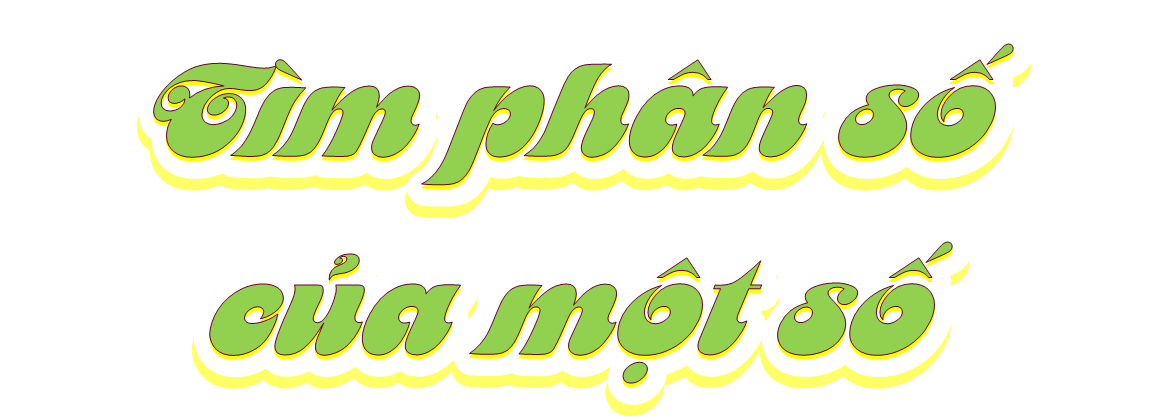 Tìm phân số
của một số